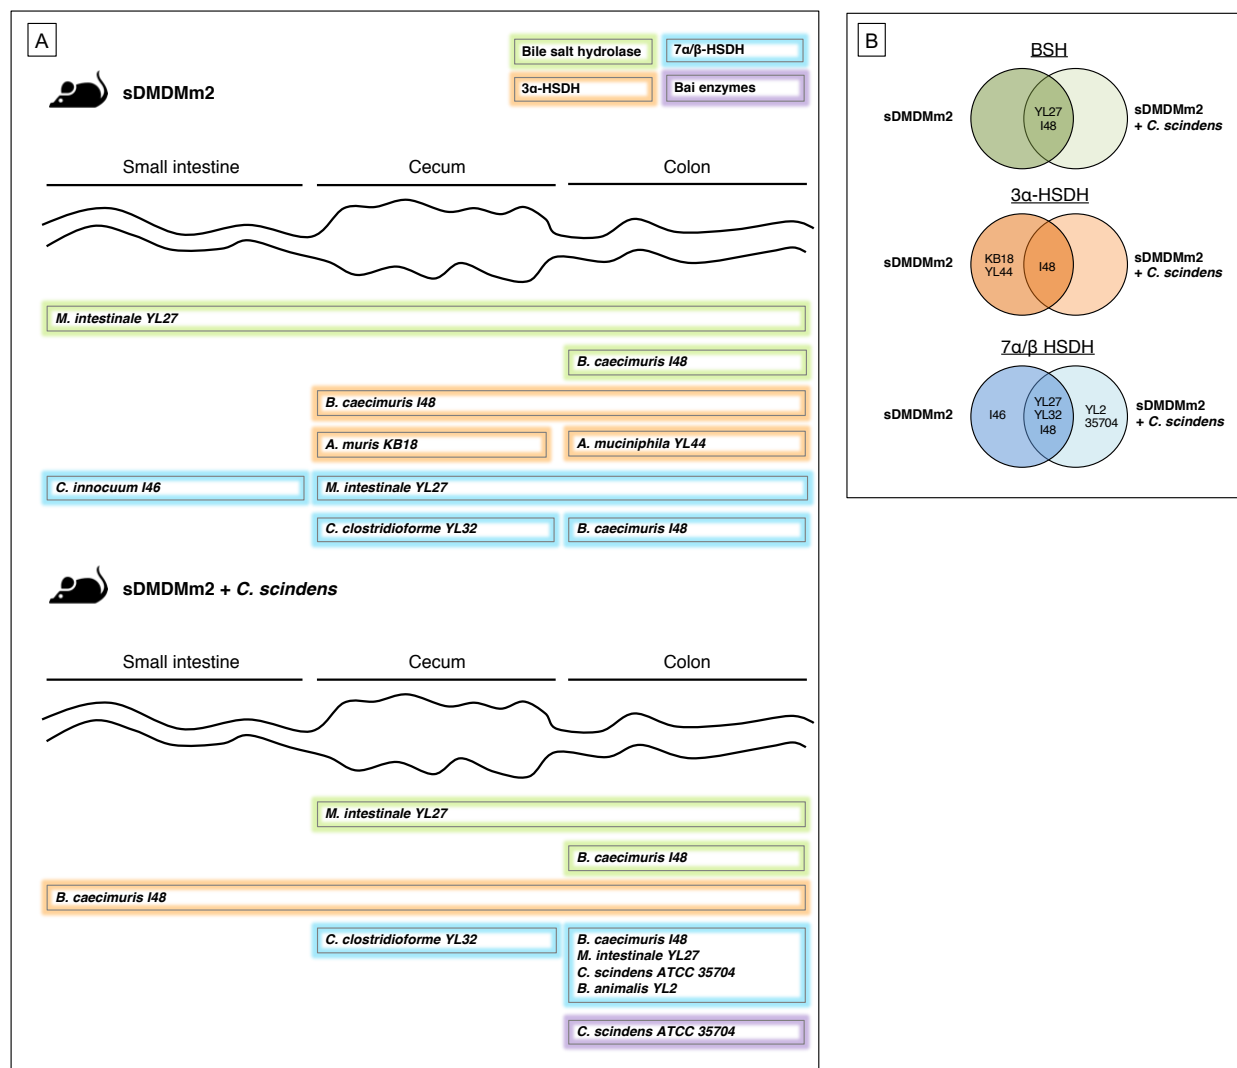 A
Bile salt hydrolase
7α/β-HSDH
3α-HSDH
Bai enzymes
sDMDMm2
Small intestine
Cecum
Colon
M. intestinale YL27
B. caecimuris I48
B. caecimuris I48
A. muris KB18
A. muciniphila YL44
C. innocuum I46
M. intestinale YL27
C. clostridioforme YL32
B. caecimuris I48
sDMDMm2 + C. scindens
Small intestine
Cecum
Colon
M. intestinale YL27
B. caecimuris I48
B. caecimuris I48
C. clostridioforme YL32
B. caecimuris I48
M. intestinale YL27
C. scindens ATCC 35704
B. animalis YL2
C. scindens ATCC 35704
B
BSH
sDMDMm2
YL27
I48
sDMDMm2
+ C. scindens
3α-HSDH
sDMDMm2
KB18
YL44
I48
sDMDMm2
+ C. scindens
7α/β HSDH
sDMDMm2
I46
YL27
YL32
I48
YL2
35704
sDMDMm2
+ C. scindens